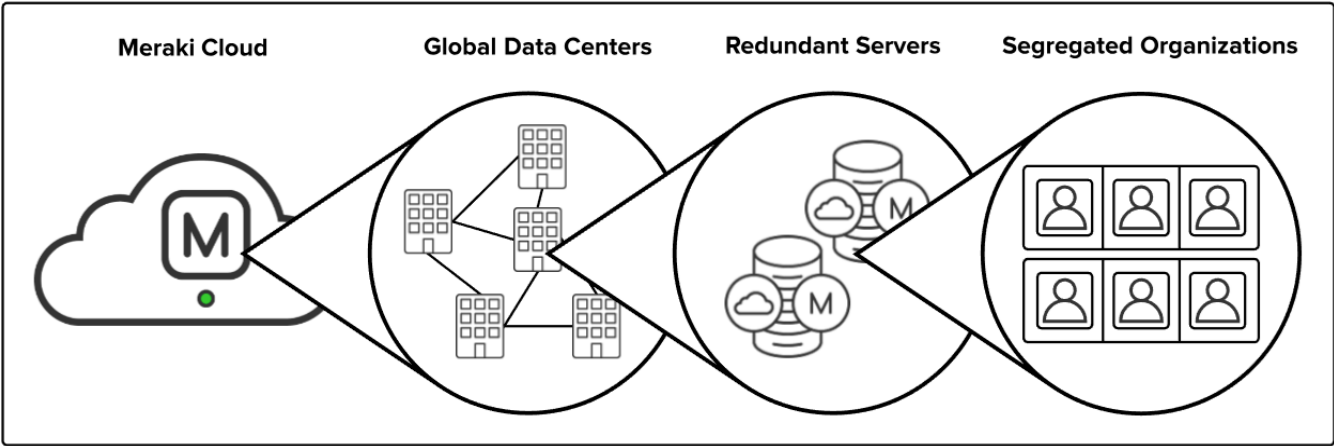 Meraki Cloud
Global Data Centers
Redundant Servers
Segregated Organizations
M
M
M